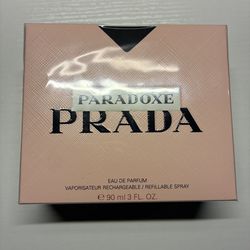 PARADOXE
PRADA
EAU DE PARFUM
VAPORISATEUR RECHARGEABLE / REFILLABLE SPRAY
℮ 90 ml 3 FL. OZ.